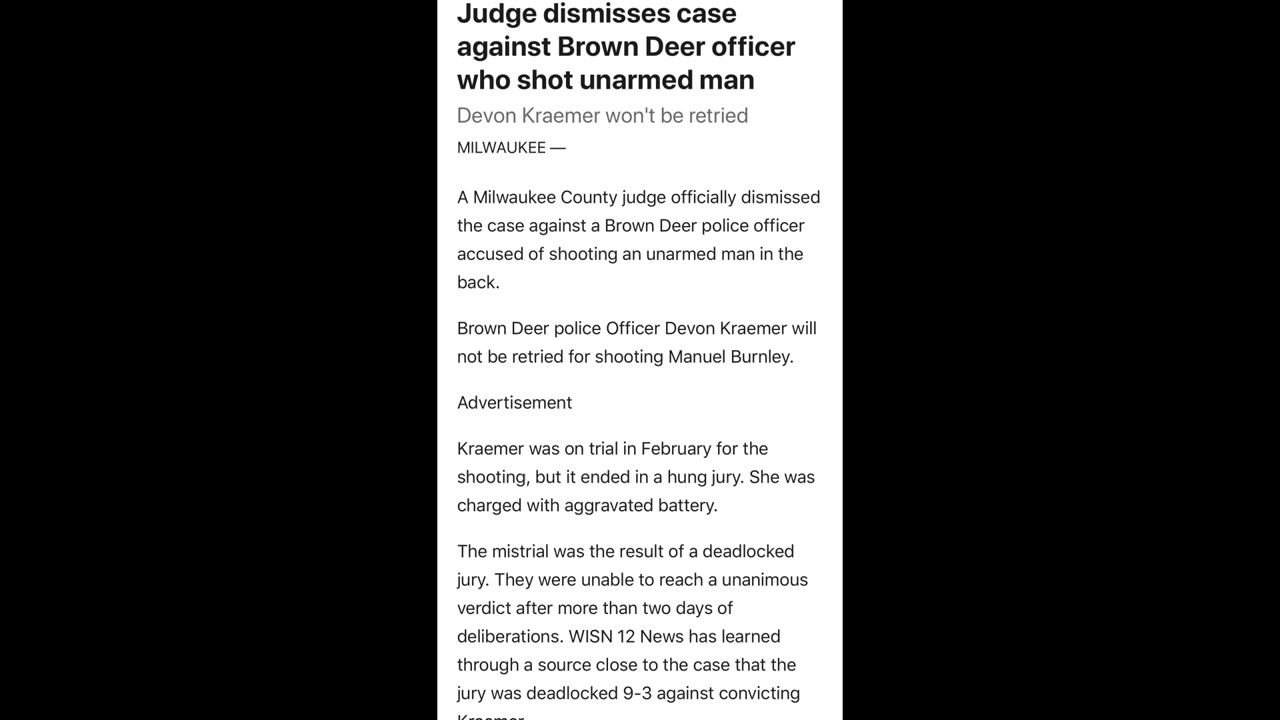 Judge dismisses case
against Brown Deer officer
who shot unarmed man
Devon Kraemer won't be retried
MILWAUKEE —
A Milwaukee County judge officially dismissed
the case against a Brown Deer police officer
accused of shooting an unarmed man in the
back.
Brown Deer police Officer Devon Kraemer will
not be retried for shooting Manuel Burnley.
Advertisement
Kraemer was on trial in February for the
shooting, but it ended in a hung jury. She was
charged with aggravated battery.
The mistrial was the result of a deadlocked
jury. They were unable to reach a unanimous
verdict after more than two days of
deliberations. WISN 12 News has learned
through a source close to the case that the
jury was deadlocked 9-3 against convicting
Kraemer.